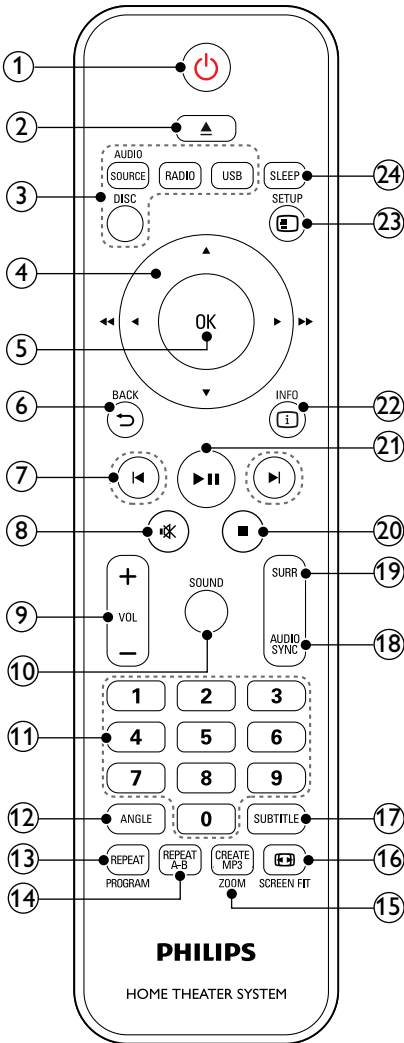 1
2
AUDIO
SOURCE RADIO USB SLEEP 24
3 DISC SETUP
23
4
OK
5
BACK INFO
6 i 22
21
7
8 20
+ SURR 19
9 VOL SOUND
− AUDIO SYNC 18
10
1 2 3
11 4 5 6
7 8 9
12 ANGLE 0 SUBTITLE 17
13 REPEAT REPEAT A-B CREATE MP3 16
PROGRAM ZOOM SCREEN FIT
14 15
PHILIPS
HOME THEATER SYSTEM